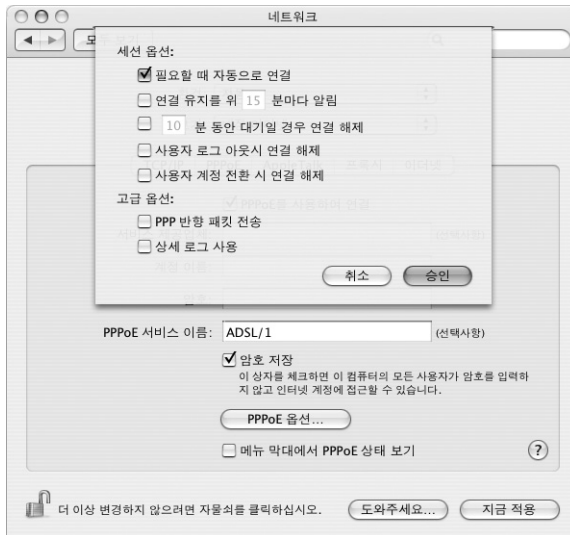 네트워크
모두 보기
세션 옵션:
필요할 때 자동으로 연결
연결 유지를 위 15 분마다 알림
10 분 동안 대기일 경우 연결 해제
사용자 로그 아웃시 연결 해제
사용자 계정 전환 시 연결 해제
고급 옵션:
PPP 반향 패킷 전송
상세 로그 사용
취소 승인
PPPoE 서비스 이름: ADSL/1 (선택사항)
암호 저장
이 상자를 체크하면 이 컴퓨터의 모든 사용자가 암호를 입력하
지 않고 인터넷 계정에 접근할 수 있습니다.
PPPoE 옵션...
메뉴 막대에서 PPPoE 상태 보기 ?
더 이상 변경하지 않으려면 자물쇠를 클릭하십시오. 도와주세요... 지금 적용